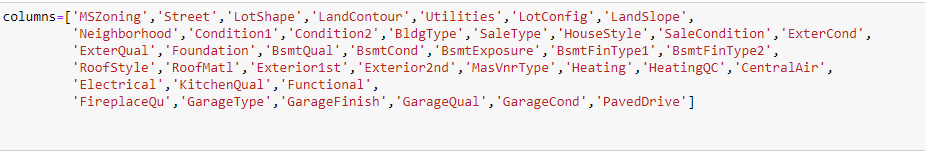 columns=['MSZoning','Street','LotShape','LandContour','Utilities','LotConfig','LandSlope',
'Neighborhood','Condition1','Condition2','BldgType','SaleType','HouseStyle','SaleCondition','ExterCond',
'ExterQual','Foundation','BsmtQual','BsmtCond','BsmtExposure','BsmtFinType1','BsmtFinType2',
'RoofStyle','RoofMatl','Exterior1st','Exterior2nd','MasVnrType','Heating','HeatingQC','CentralAir',
'Electrical','KitchenQual','Functional',
'FireplaceQu','GarageType','GarageFinish','GarageQual','GarageCond','PavedDrive']